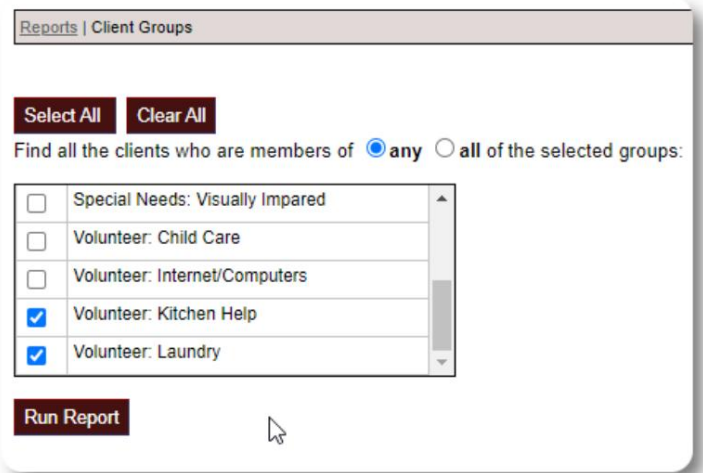 Reports | Client Groups
Select All Clear All
Find all the clients who are members of any all of the selected groups:
Special Needs: Visually Impared
Volunteer: Child Care
Volunteer: Internet/Computers
Volunteer: Kitchen Help
Volunteer: Laundry
Run Report